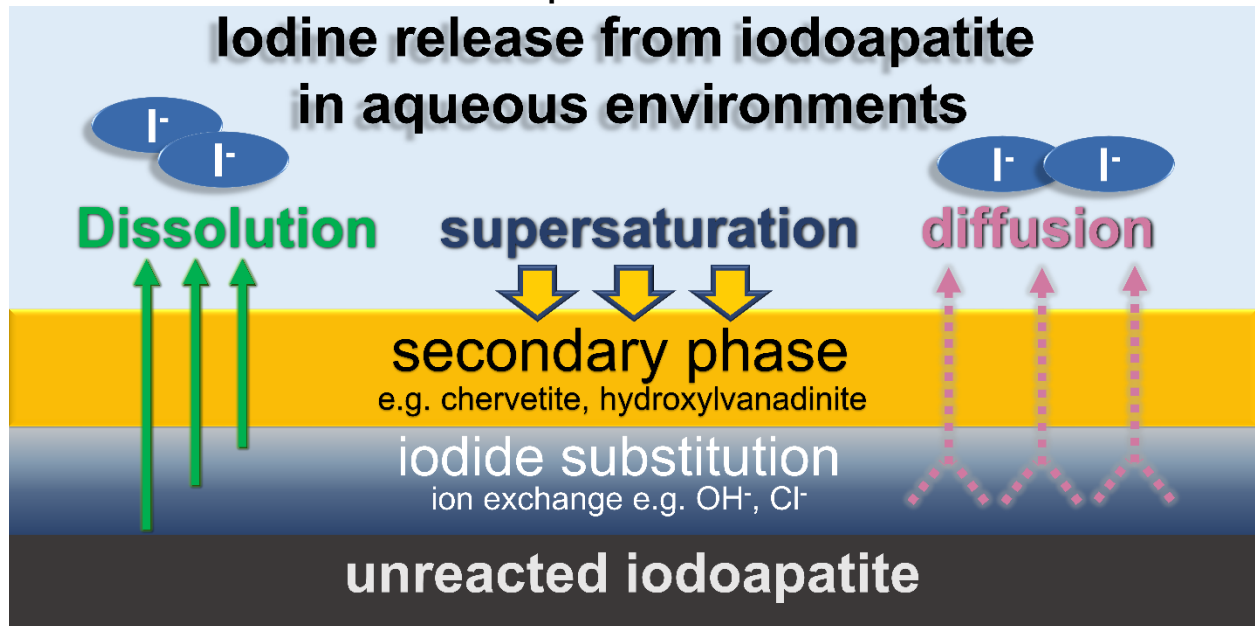 Iodine release from iodoapatite
in aqueous environments
I-
I-
I-
I-
Dissolution
supersaturation
diffusion
secondary phase
e.g. chervetite, hydroxylvanadinite
iodide substitution
ion exchange e.g. OH-, Cl-
unreacted iodoapatite